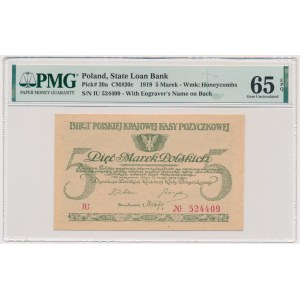 PMG
Poland, State Loan Bank
Pick# 20a CM#20c 1919 5 Marek - Wmk: Honeycombs
S/N IU 524409 - With Engraver's Name on Back
65 EPQ
Gem Uncirculated
BILET POLSKIEJ KRAJOWEJ KASY POŻYCZKOWEJ
Pięć Marek Polskich
5 5
IU № 524409